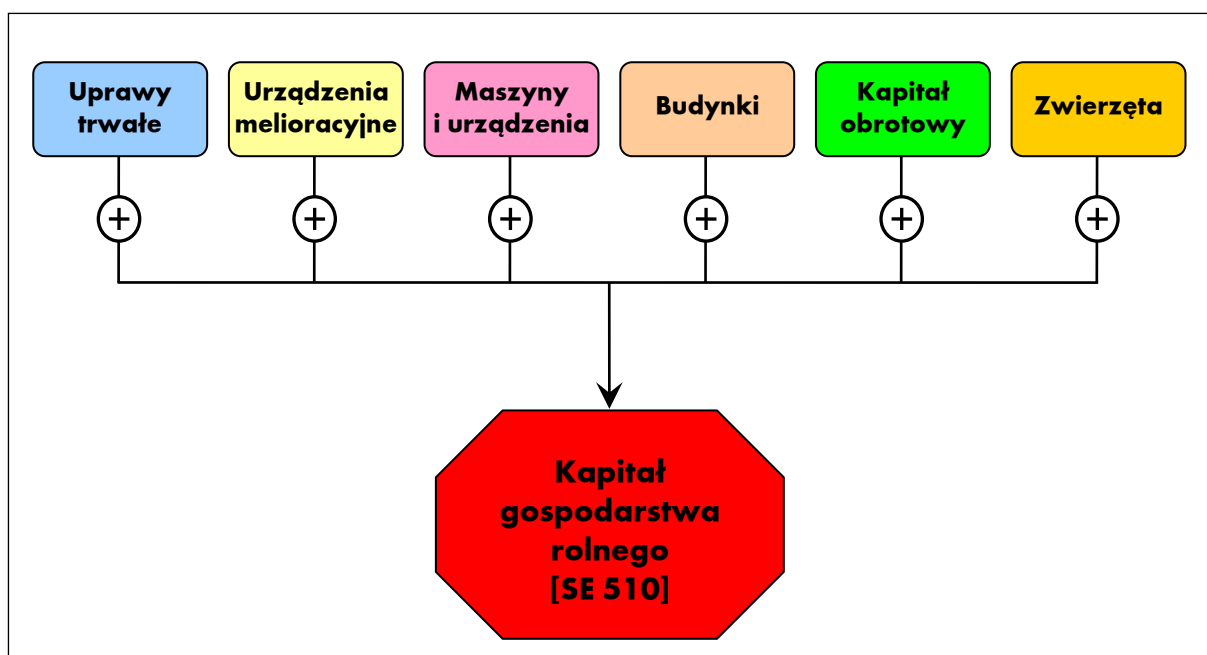 Uprawy
trwałe
Urządzenia
melioracyjne
Maszyny
i urządzenia
Budynki
Kapitał
obrotowy
Zwierzęta
+ + + + + +
Kapitał
gospodarstwa
rolnego
[SE 510]